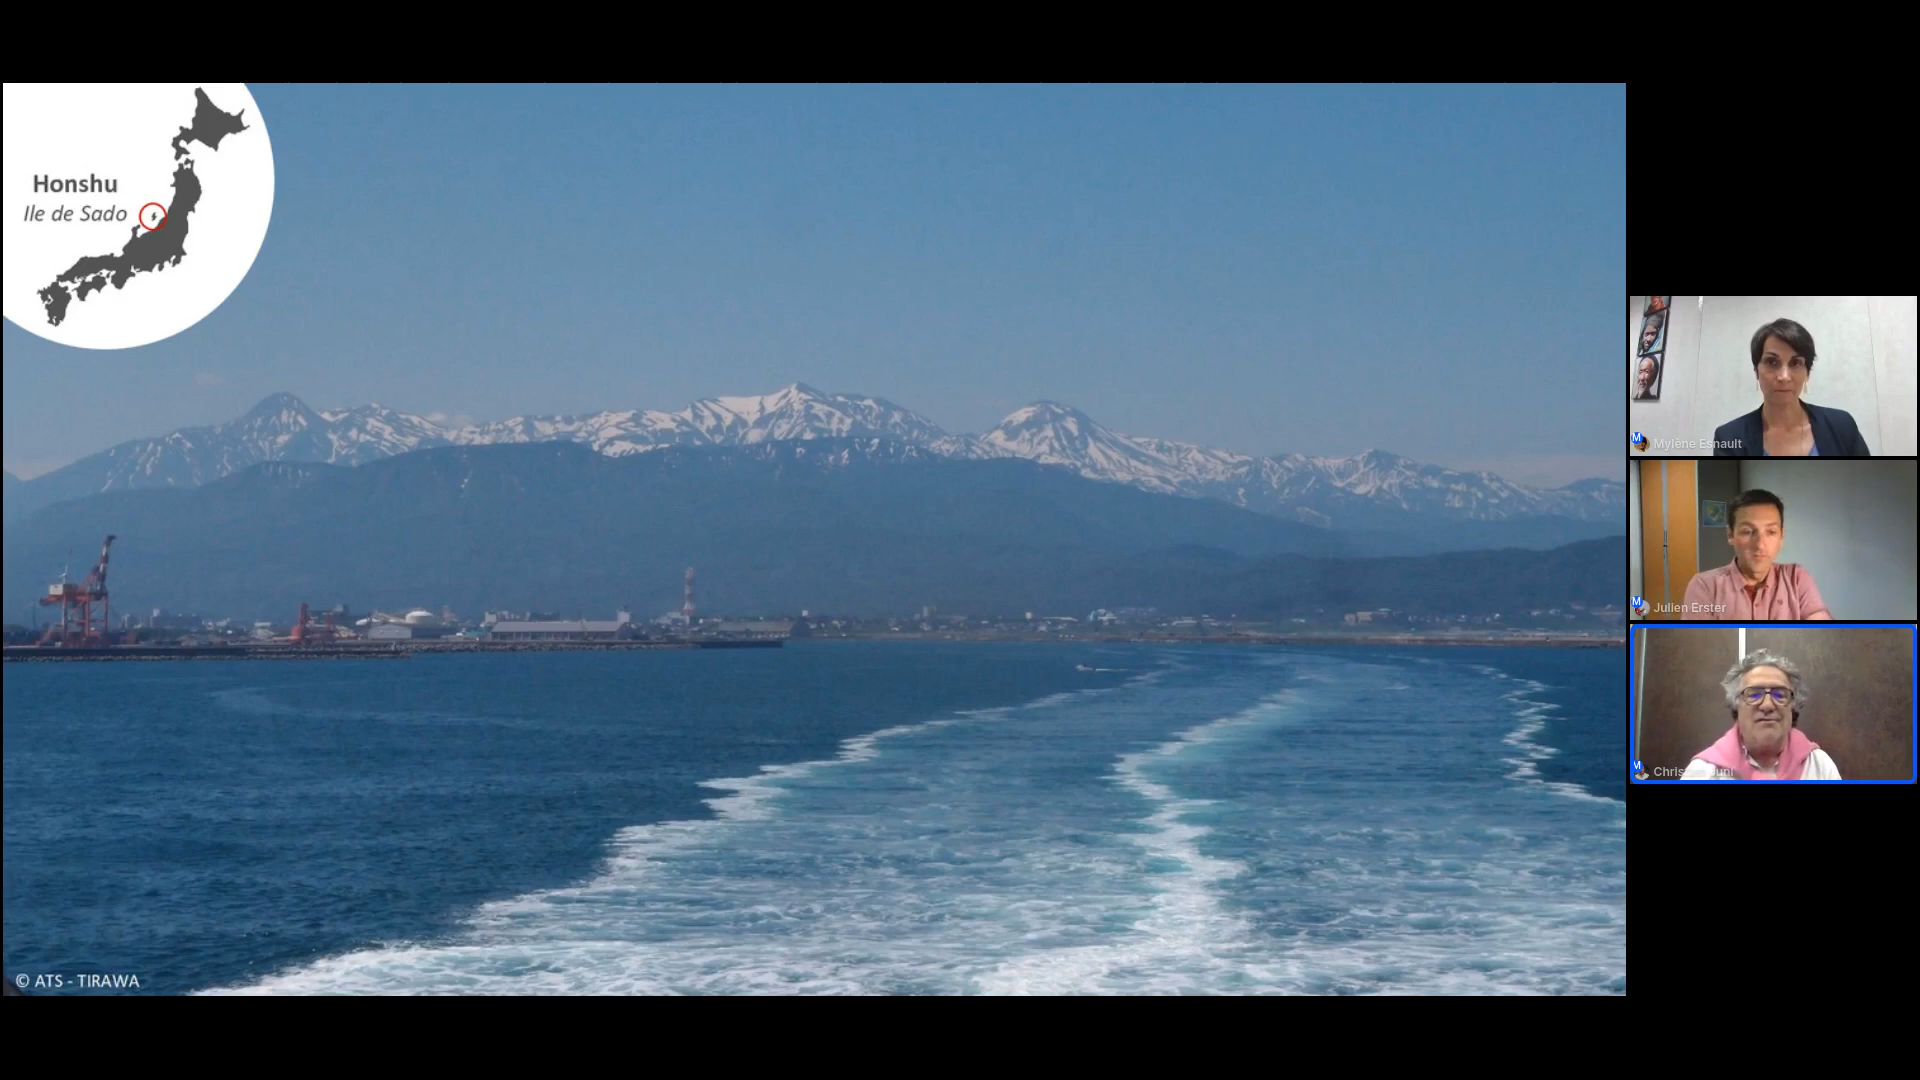 Honshu
Ile de Sado
© ATS - TIRAWA
M
Mylène Esnault
M
Julien Erster
M